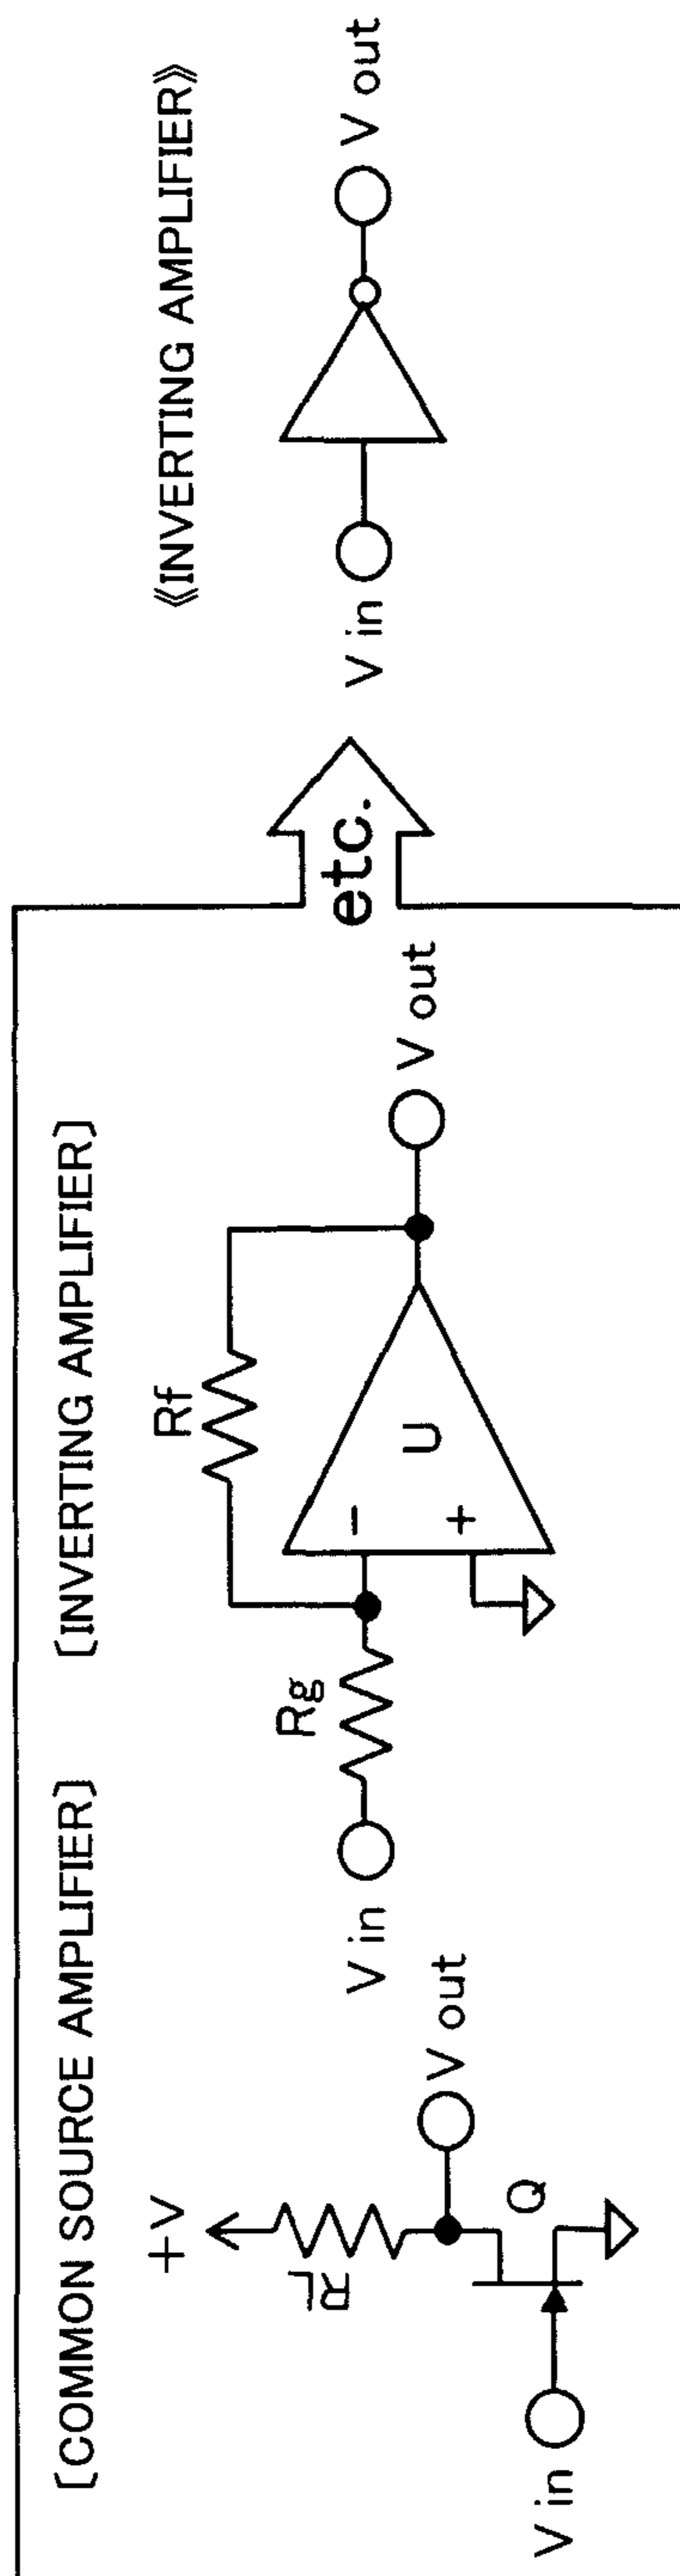 [COMMON SOURCE AMPLIFIER]
+V
RL
V out
Q
V in
[INVERTING AMPLIFIER]
Rf
Rg
V in
−
+
U
V out
etc.
《INVERTING AMPLIFIER》
V in
V out